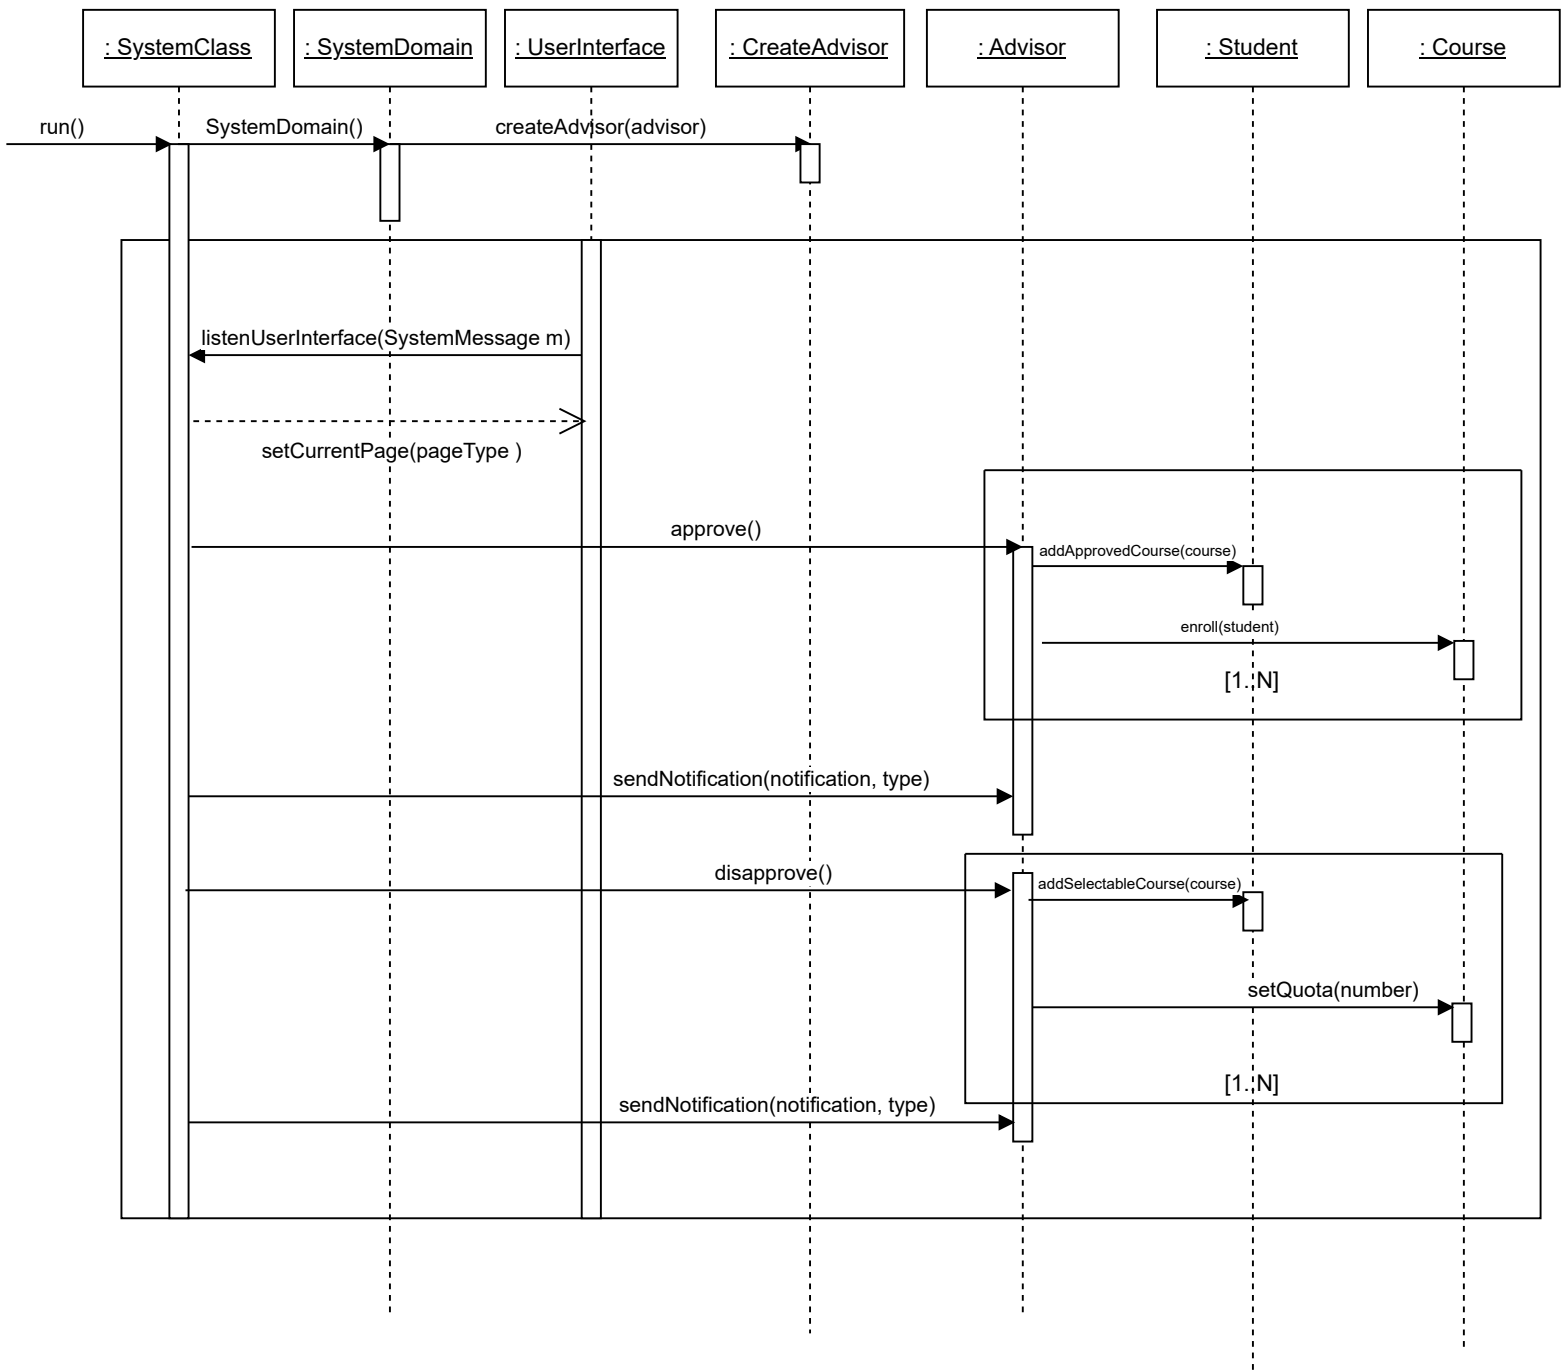 : SystemClass
: SystemDomain
: UserInterface
: CreateAdvisor
: Advisor
: Student
: Course
run()
SystemDomain()
createAdvisor(advisor)
listenUserInterface(SystemMessage m)
setCurrentPage(pageType )
approve()
addApprovedCourse(course)
enroll(student)
[1..N]
sendNotification(notification, type)
disapprove()
addSelectableCourse(course)
setQuota(number)
[1..N]
sendNotification(notification, type)